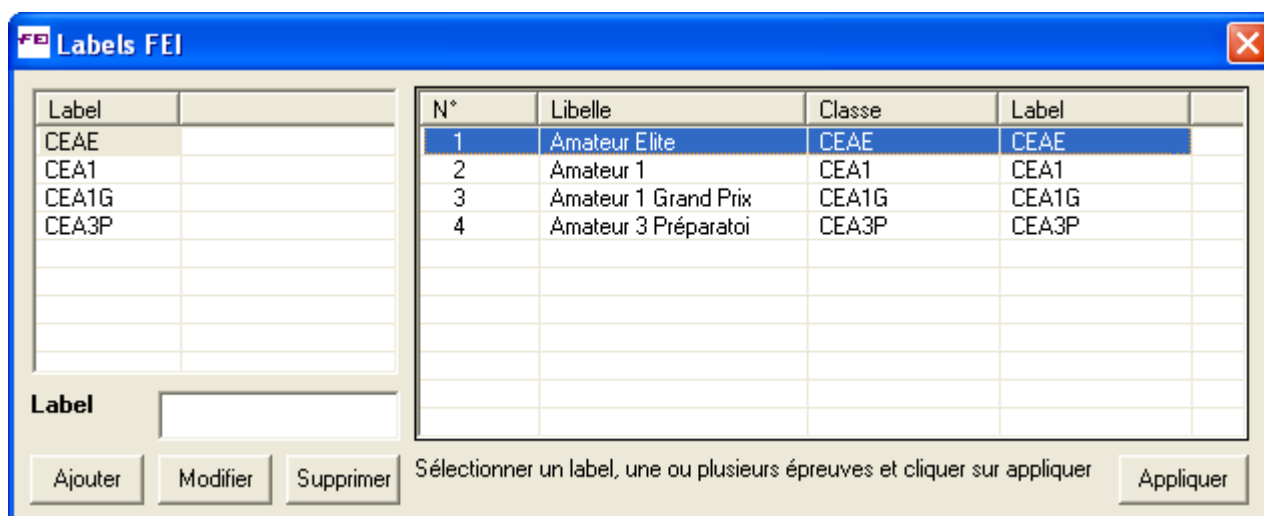 FEI Labels FEI
Label
CEAE
CEA1
CEA1G
CEA3P
N° Libelle Classe Label
1 Amateur Elite CEAE CEAE
2 Amateur 1 CEA1 CEA1
3 Amateur 1 Grand Prix CEA1G CEA1G
4 Amateur 3 Préparatoi CEA3P CEA3P
Label
Ajouter Modifier Supprimer
Sélectionner un label, une ou plusieurs épreuves et cliquer sur appliquer
Appliquer